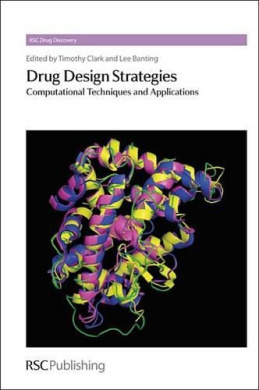 RSC Drug Discovery
Edited by Timothy Clark and Lee Banting
Drug Design Strategies
Computational Techniques and Applications
RSCPublishing